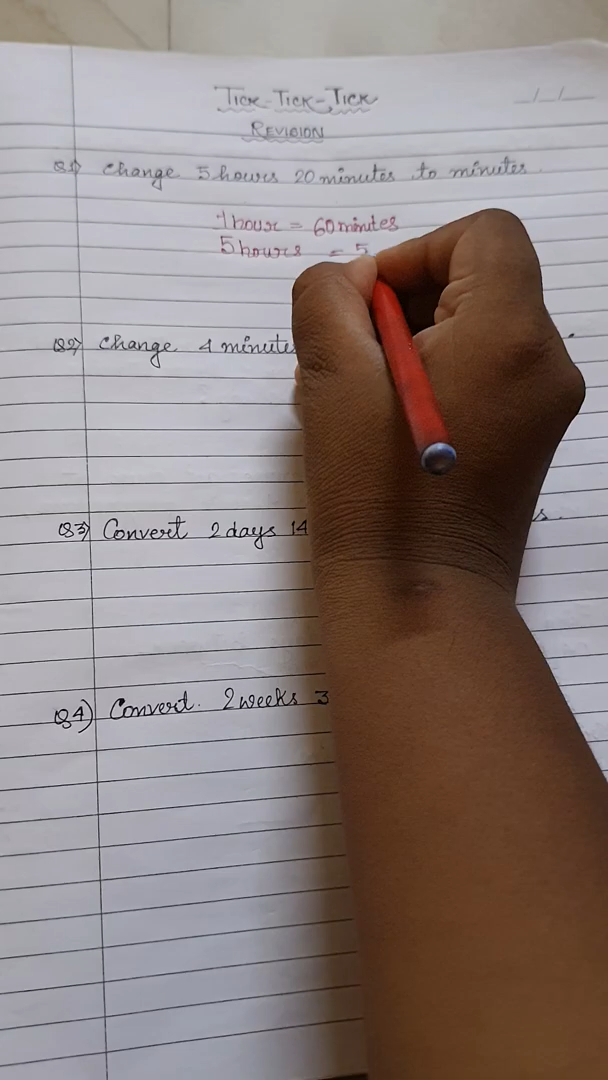 TICK-TICK-TICK
REVISION
Q1) Change 5 hours 20 minutes to minutes.
1 hour = 60 minutes
5 hours = 5
Q2) Change 4 minutes
Q3) Convert 2 days 14 s.
Q4) Convert. 2 weeks 3